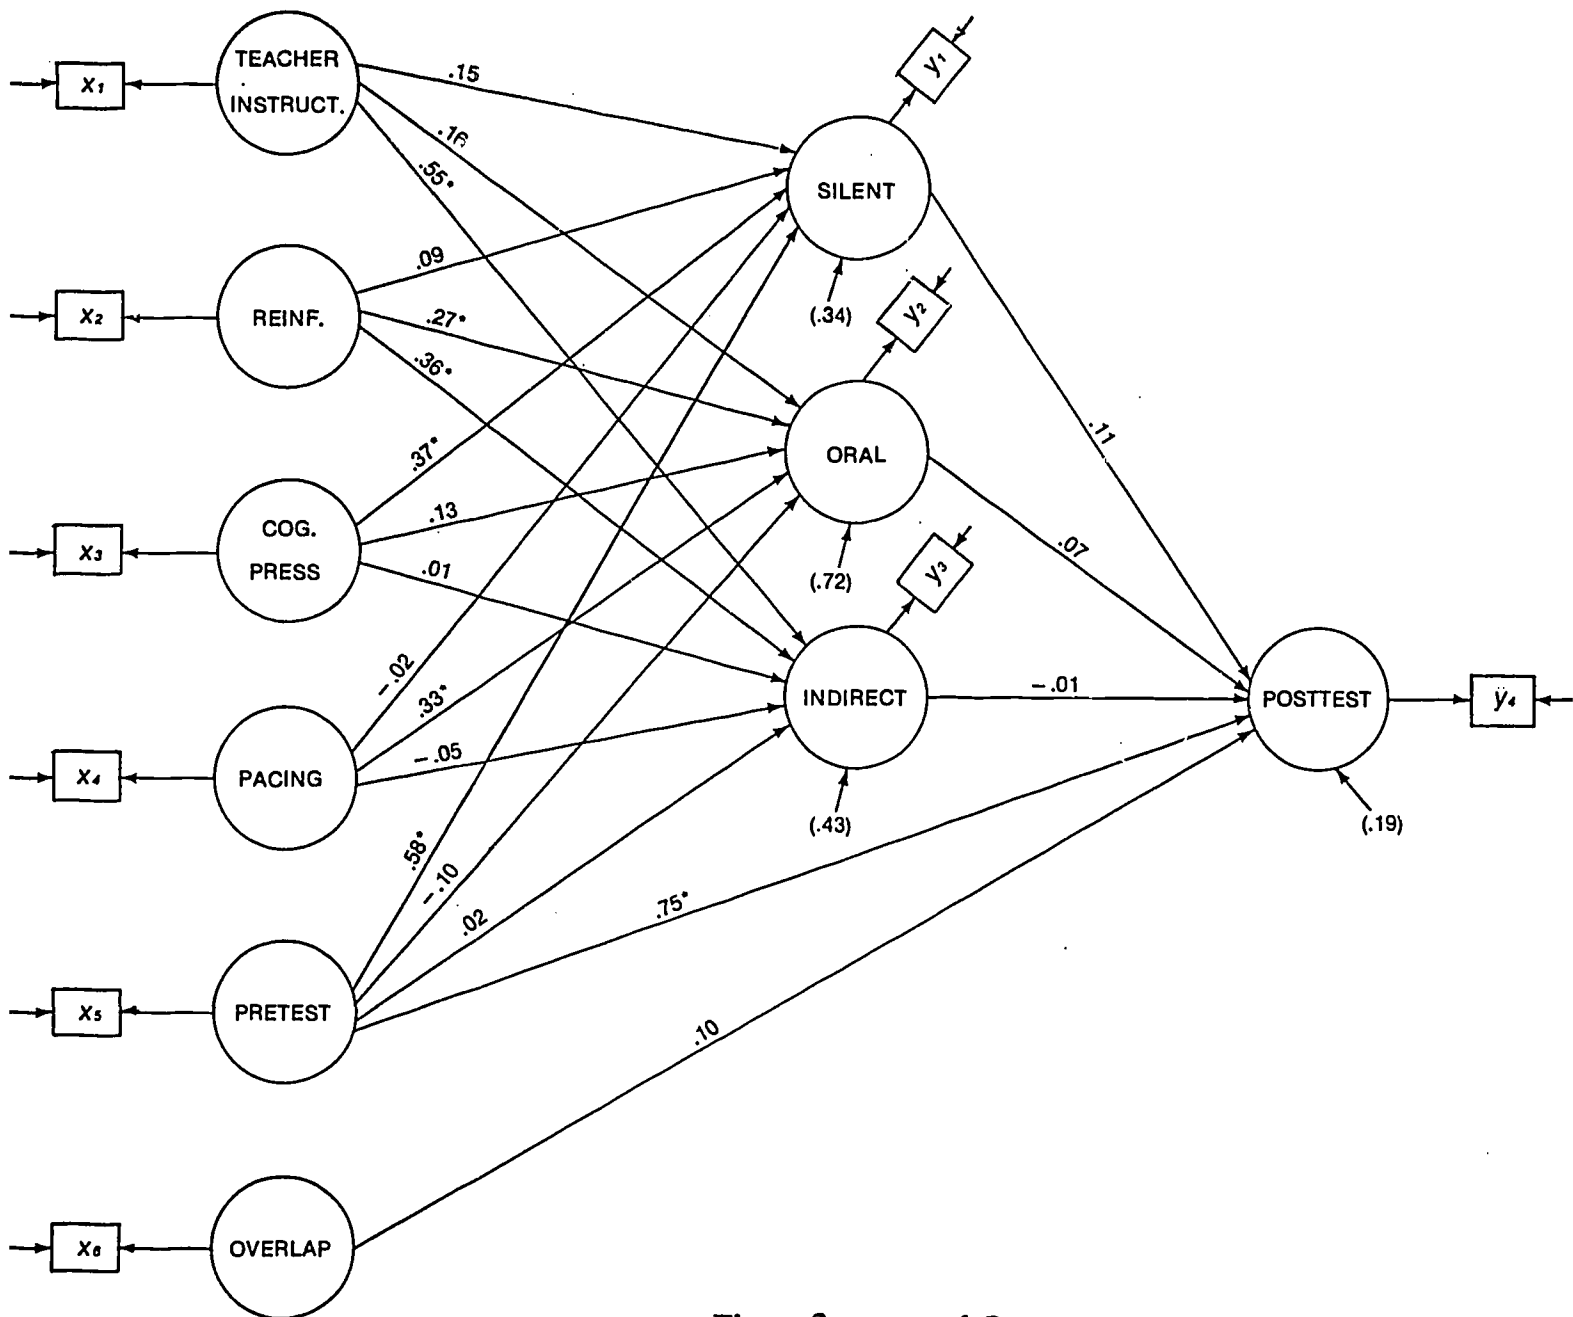 TEACHER
INSTRUCT.
X1
.15
.16
.55*
y1
SILENT
(.34)
REINF.
X2
.09
.27*
.36*
y2
ORAL
(.72)
COG.
PRESS
X3
.37*
.13
.01
y3
INDIRECT
(.43)
PACING
X4
-.02
.33*
-.05
.11
.07
-.01
POSTTEST
y4
(.19)
PRETEST
X5
.58*
-.10
.02
.75*
OVERLAP
X6
.10